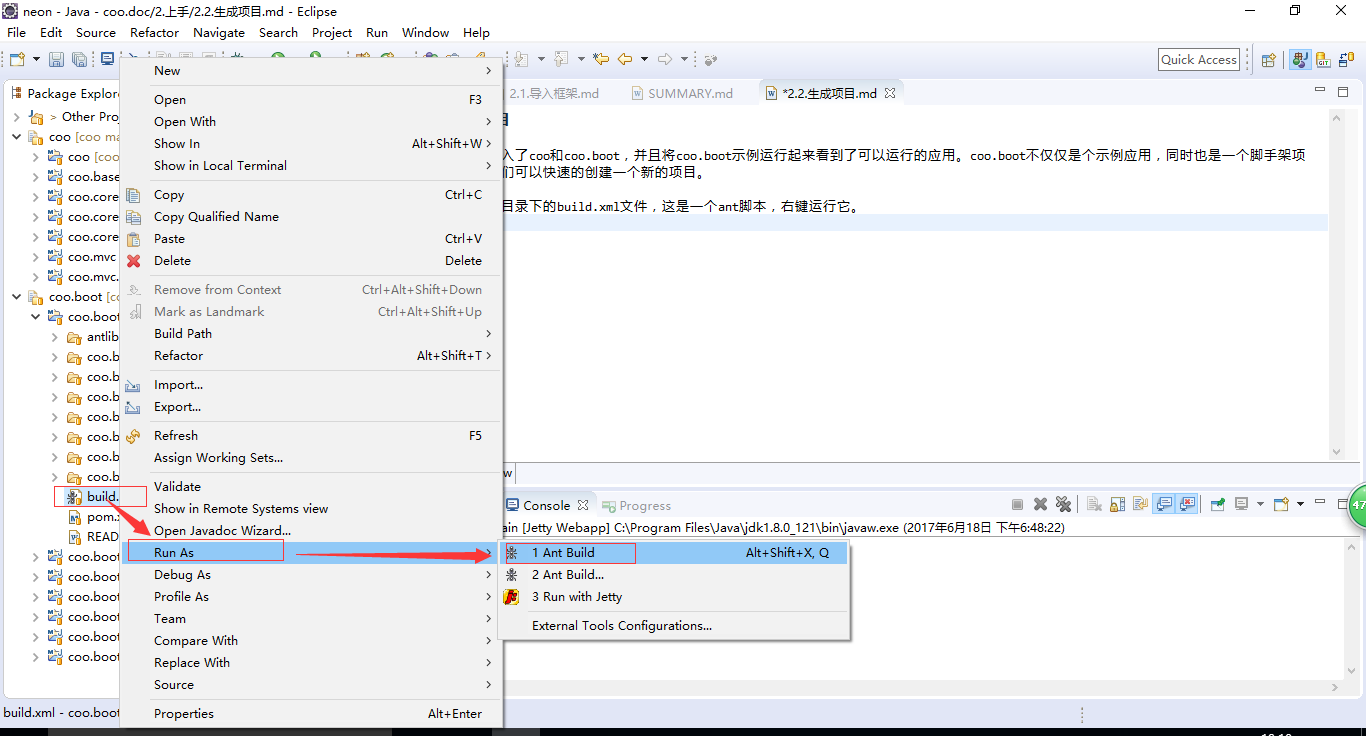 neon - Java - coo.doc/2.上手/2.2.生成项目.md - Eclipse
File Edit Source Refactor Navigate Search Project Run Window Help
Quick Access
Package Explore
2.1.导入框架.md
SUMMARY.md
*2.2.生成项目.md
> Other Proj
coo [coo ma
coo [coo
coo.base
coo.core
coo.core
coo.core
coo.mvc
coo.mvc.
coo.boot [co
coo.boot
antlib
coo.b
coo.b
coo.b
coo.b
coo.b
coo.b
coo.b
build.
pom.
READ
coo.boot
coo.boot
coo.boot
coo.boot
coo.boot
coo.boot
build.xml - coo.boot
New
Open F3
Open With
Show In Alt+Shift+W
Show in Local Terminal
Copy Ctrl+C
Copy Qualified Name
Paste Ctrl+V
Delete Delete
Remove from Context Ctrl+Alt+Shift+Down
Mark as Landmark Ctrl+Alt+Shift+Up
Build Path
Refactor Alt+Shift+T
Import...
Export...
Refresh F5
Assign Working Sets...
Validate
Show in Remote Systems view
Open Javadoc Wizard...
Run As
Debug As
Profile As
Team
Compare With
Replace With
Source
Properties Alt+Enter
1 Ant Build Alt+Shift+X, Q
2 Ant Build...
3 Run with Jetty
External Tools Configurations...
目
入了coo和coo.boot，并且将coo.boot示例运行起来看到了可以运行的应用。coo.boot不仅仅是个示例应用，同时也是一个脚手架项
们可以快速的创建一个新的项目。
目录下的build.xml文件，这是一个ant脚本，右键运行它。
w
Console
Progress
ain [Jetty Webapp] C:\Program Files\Java\jdk1.8.0_121\bin\javaw.exe (2017年6月18日 下午6:48:22)
47